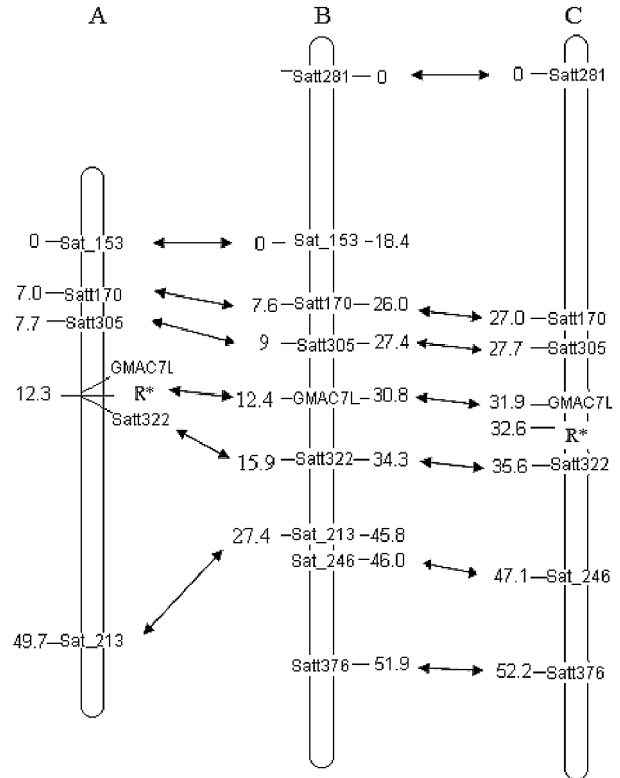 A B C
Satt281 0 0 Satt281
0 Sat_153 0 Sat_153 18.4
7.0 Satt170 7.6 Satt170 26.0 27.0 Satt170
7.7 Satt305 9 Satt305 27.4 27.7 Satt305
GMAC7L
12.3 R* 12.4 GMAC7L 30.8 31.9 GMAC7L
Satt322 32.6 R*
15.9 Satt322 34.3 35.6 Satt322
27.4 Sat_213 45.8
Sat_246 46.0 47.1 Sat_246
49.7 Sat_213
Satt376 51.9 52.2 Satt376